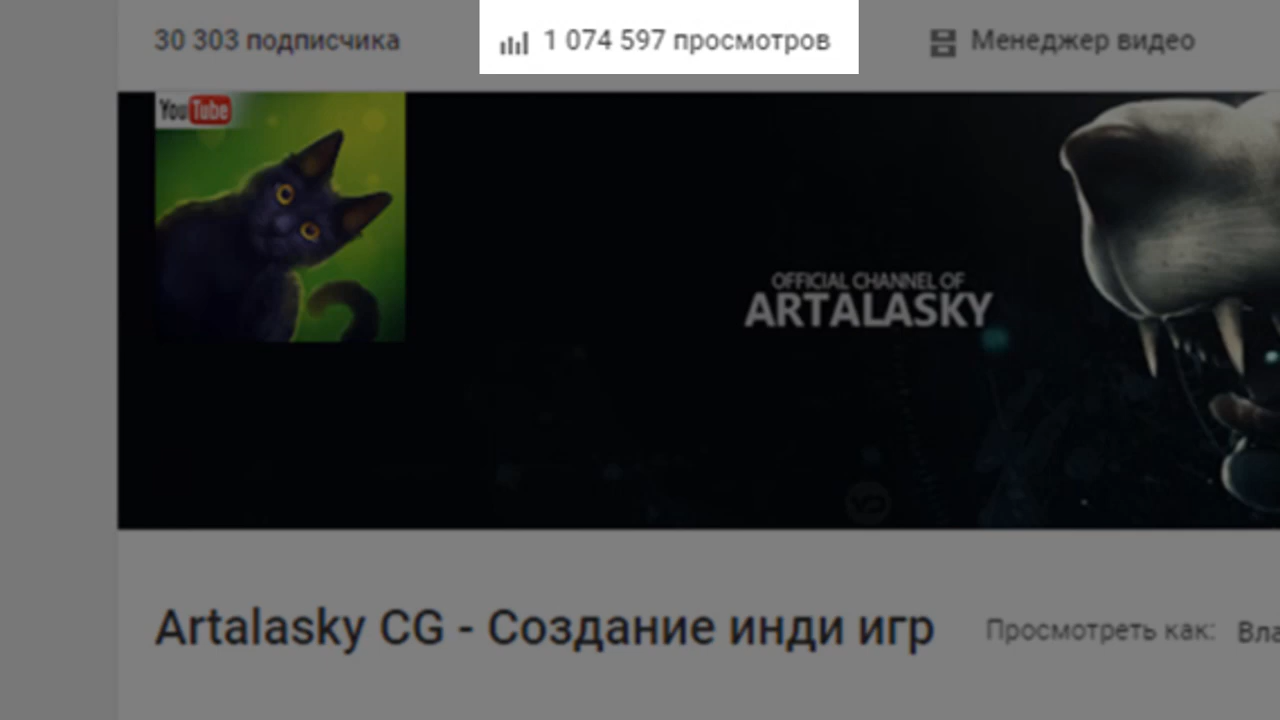 30 303 подписчика
1 074 597 просмотров
Менеджер видео
YouTube
OFFICIAL CHANNEL OF
ARTALASKY
Artalasky CG - Создание инди игр
Просмотреть как: